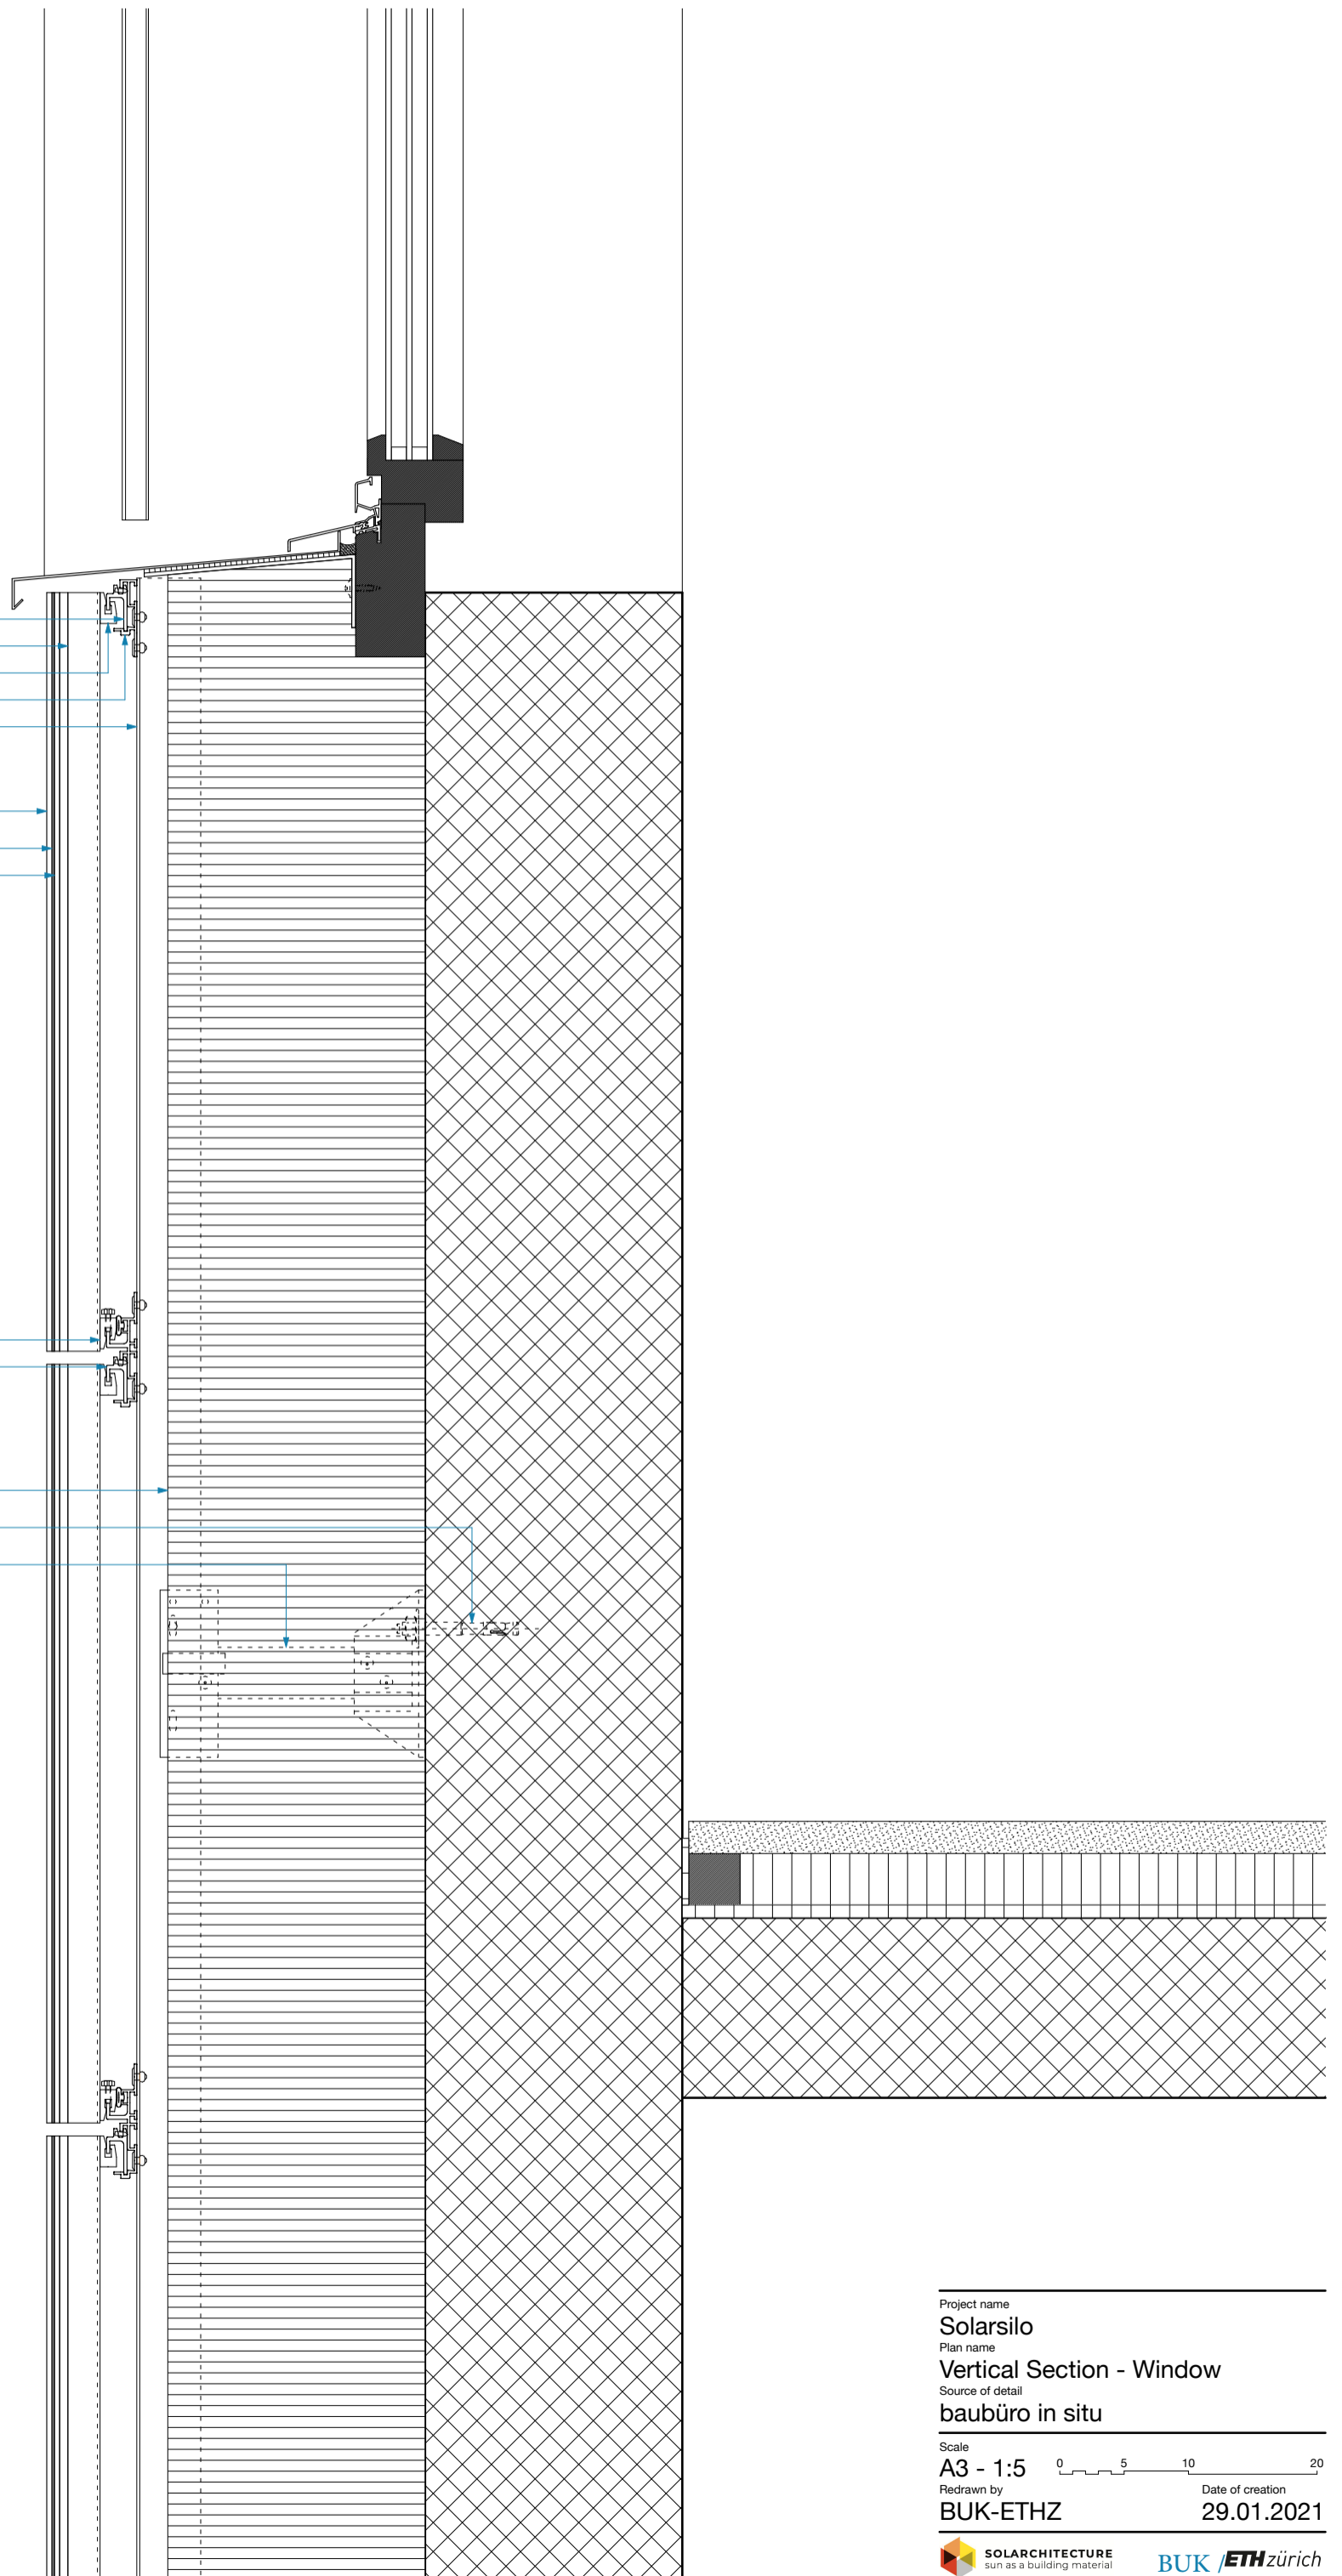 Project name
Solarsilo
Plan name
Vertical Section - Window
Source of detail
baubüro in situ
Scale
A3 - 1:5 0 5 10 20
Redrawn by Date of creation
BUK-ETHZ 29.01.2021
SOLARCHITECTURE
sun as a building material
BUK / ETH zürich